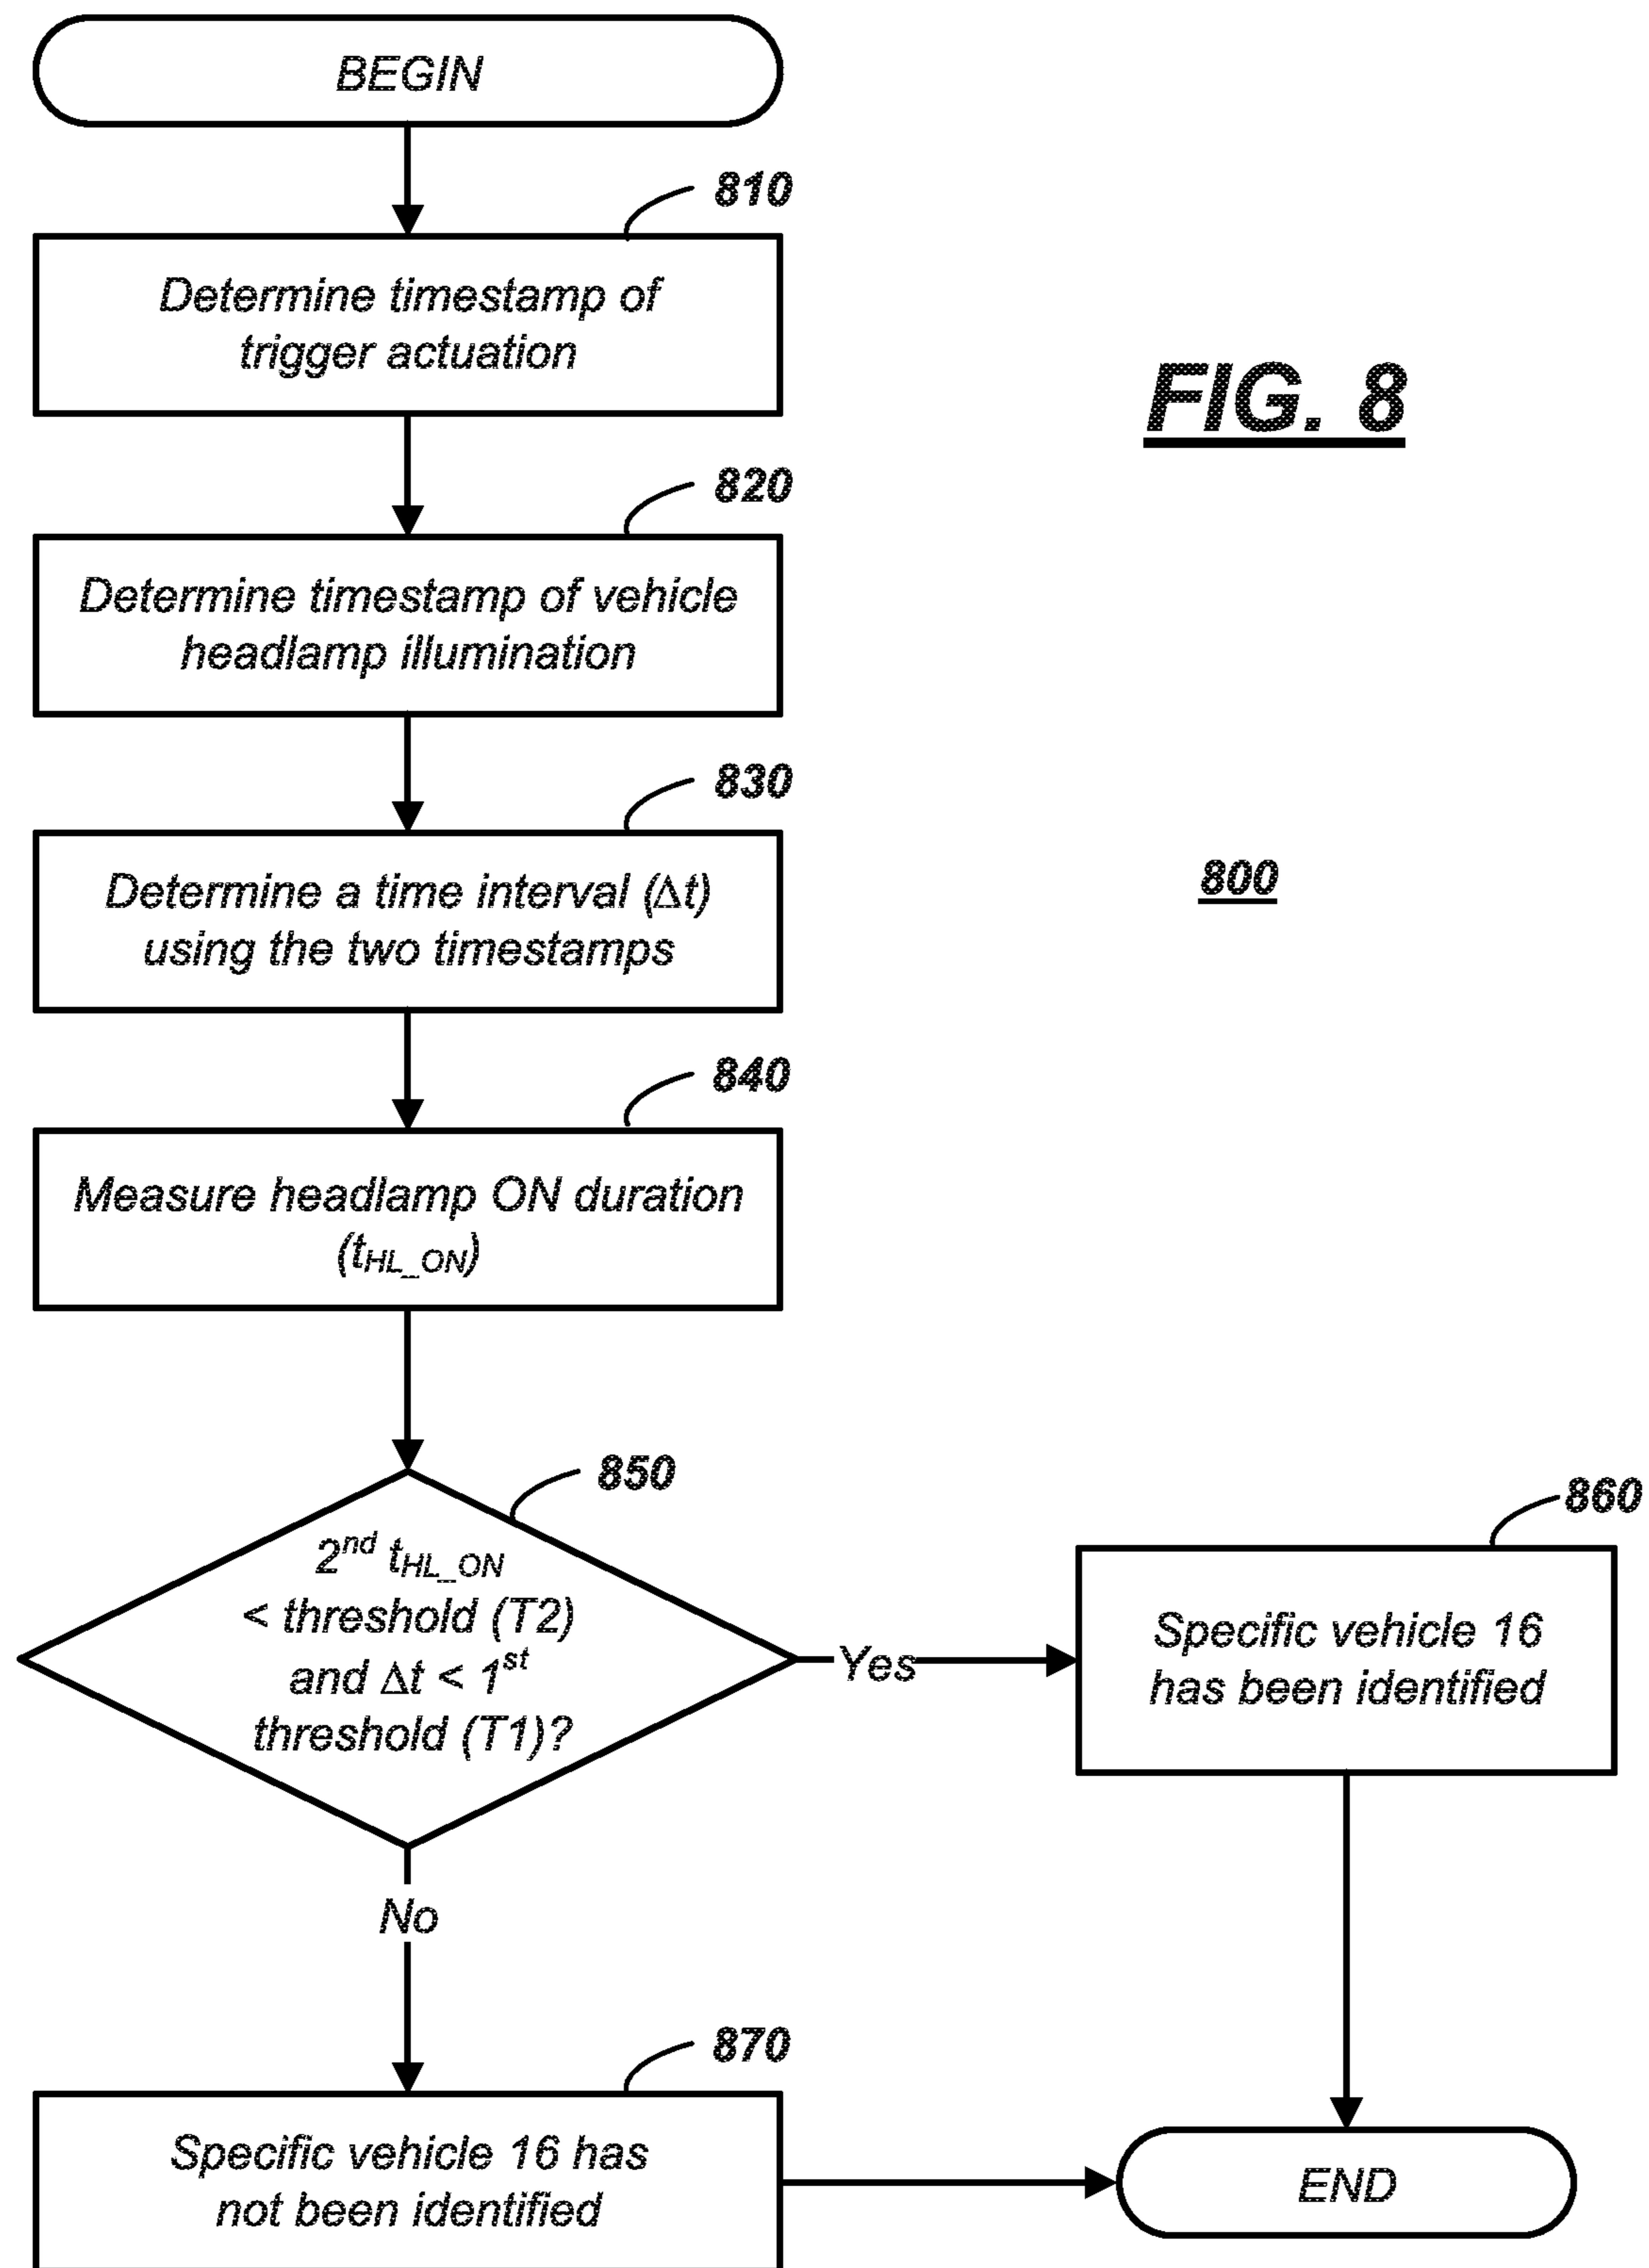 BEGIN
810
Determine timestamp of
trigger actuation
FIG. 8
820
Determine timestamp of vehicle
headlamp illumination
830
Determine a time interval (Δt)
using the two timestamps
800
840
Measure headlamp ON duration
(tHL_ON)
850
2nd tHL_ON
< threshold (T2)
and Δt < 1st
threshold (T1)?
Yes
860
Specific vehicle 16
has been identified
No
870
Specific vehicle 16 has
not been identified
END